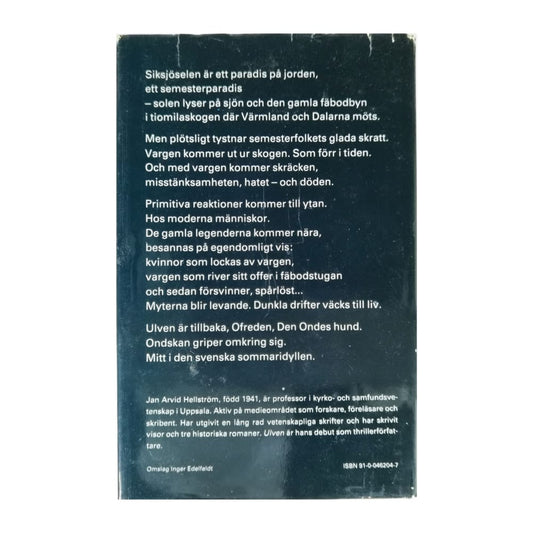 Siksjöselen är ett paradis på jorden,
ett semesterparadis
– solen lyser på sjön och den gamla fäbodbyn
i tiomilaskogen där Värmland och Dalarna möts.
Men plötsligt tystnar semesterfolkets glada skratt.
Vargen kommer ut ur skogen. Som förr i tiden.
Och med vargen kommer skräcken,
misstänksamheten, hatet – och döden.
Primitiva reaktioner kommer till ytan.
Hos moderna människor.
De gamla legenderna kommer nära,
besannas på egendomligt vis:
kvinnor som lockas av vargen,
vargen som river sitt offer i fäbodstugan
och sedan försvinner, spårlöst...
Myterna blir levande. Dunkla drifter väcks till liv.
Ulven är tillbaka, Ofreden, Den Ondes hund.
Ondskan griper omkring sig.
Mitt i den svenska sommaridyllen.
Jan Arvid Hellström, född 1941, är professor i kyrko- och samfundsve-
tenskap i Uppsala. Aktiv på medieområdet som forskare, föreläsare och
skribent. Har utgivit en lång rad vetenskapliga skrifter och har skrivit
visor och tre historiska romaner. Ulven är hans debut som thrillerförfat-
tare.
Omslag Inger Edelfeldt
ISBN 91-0-046204-7